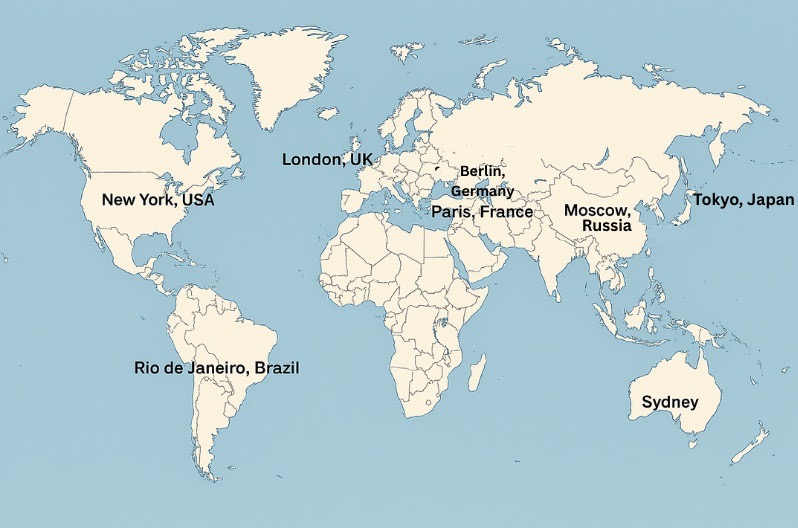 London, UK
Berlin,
Germany
New York, USA
Tokyo, Japan
Paris, France
Moscow,
Russia
Rio de Janeiro, Brazil
Sydney